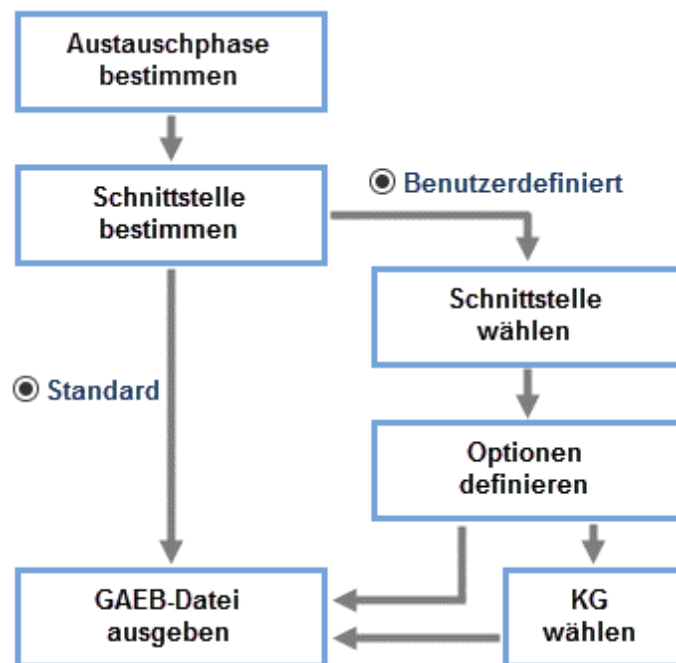 Austauschphase
bestimmen
Schnittstelle
bestimmen
Benutzerdefiniert
Schnittstelle
wählen
Standard
Optionen
definieren
GAEB-Datei
ausgeben
KG
wählen